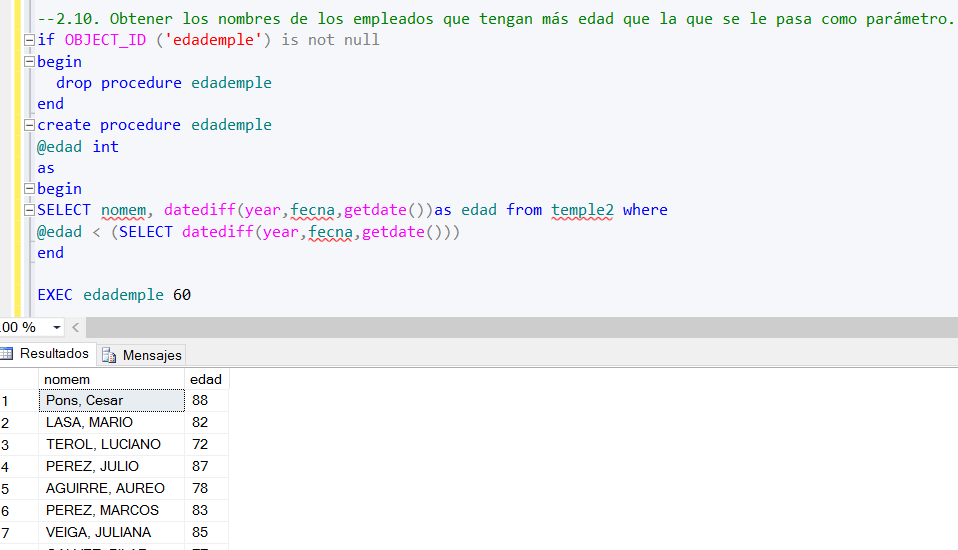 --2.10. Obtener los nombres de los empleados que tengan más edad que la que se le pasa como parámetro.
if OBJECT_ID ('edademple') is not null
begin
drop procedure edademple
end
create procedure edademple
@edad int
as
begin
SELECT nomem, datediff(year,fecna,getdate())as edad from temple2 where
@edad < (SELECT datediff(year,fecna,getdate()))
end
EXEC edademple 60
.00 %
Resultados Mensajes
nomem edad
1 Pons, Cesar 88
2 LASA, MARIO 82
3 TEROL, LUCIANO 72
4 PEREZ, JULIO 87
5 AGUIRRE, AUREO 78
6 PEREZ, MARCOS 83
7 VEIGA, JULIANA 85